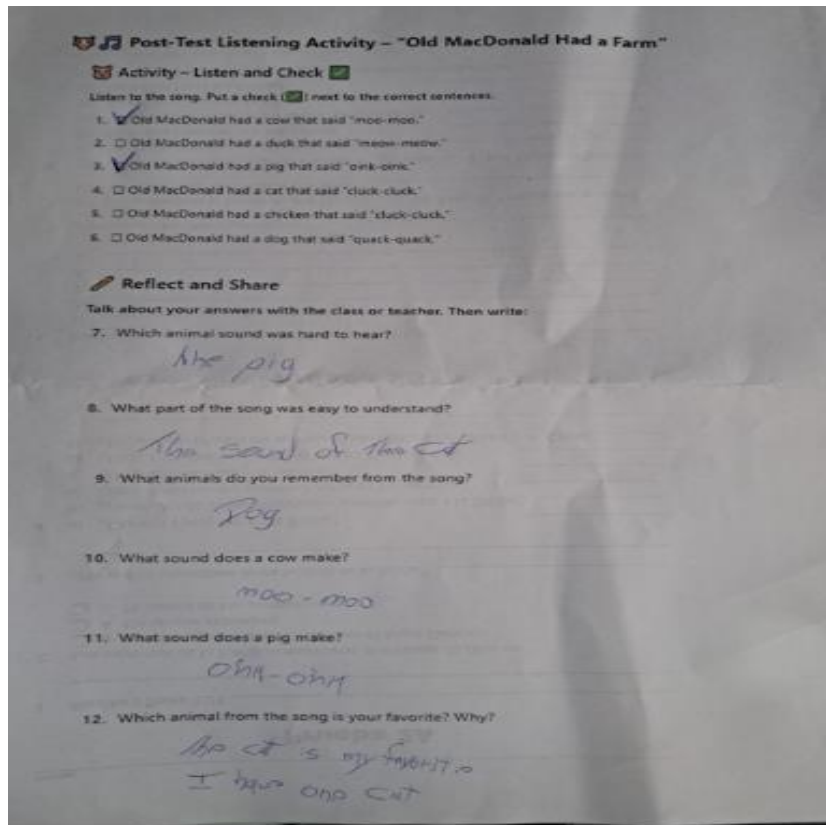 🐷🎵 Post-Test Listening Activity – "Old MacDonald Had a Farm"
🐷 Activity – Listen and Check ✅
Listen to the song. Put a check (✅) next to the correct sentences.
1. ☑ Old MacDonald had a cow that said "moo-moo."
2. ☐ Old MacDonald had a duck that said "meow-meow."
3. ☑ Old MacDonald had a pig that said "oink-oink."
4. ☐ Old MacDonald had a cat that said "cluck-cluck."
5. ☐ Old MacDonald had a chicken that said "cluck-cluck."
6. ☐ Old MacDonald had a dog that said "quack-quack."
Reflect and Share
Talk about your answers with the class or teacher. Then write:
7. Which animal sound was hard to hear?
the pig
8. What part of the song was easy to understand?
The sound of the cat
9. What animals do you remember from the song?
Dog
10. What sound does a cow make?
moo - moo
11. What sound does a pig make?
oink-oink
12. Which animal from the song is your favorite? Why?
the cat is my favorite
I have one cat